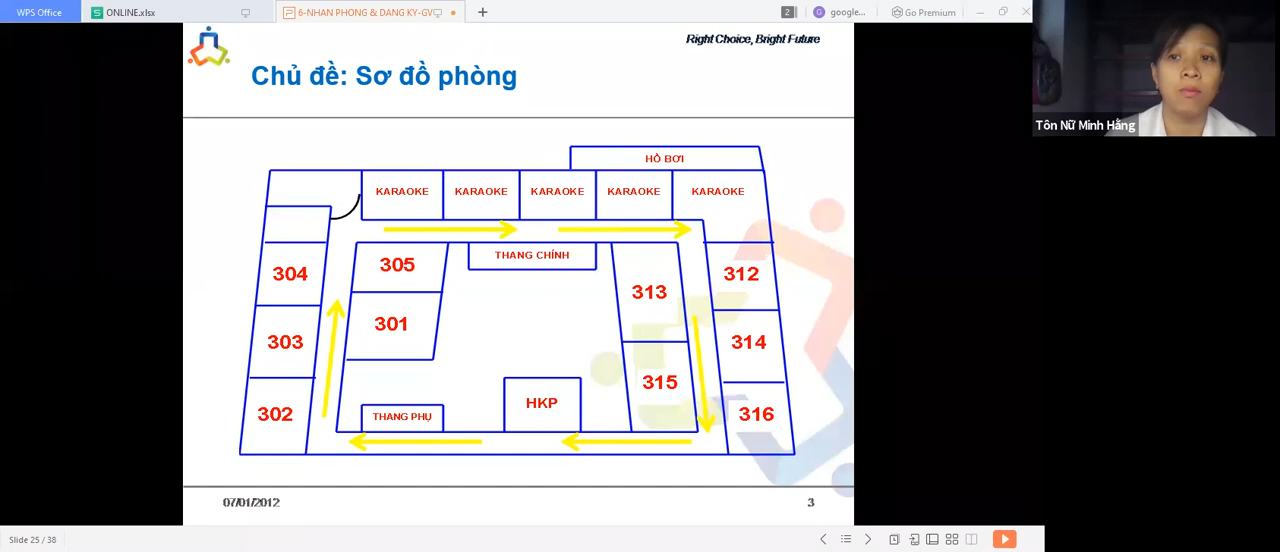 WPS Office
ONLINE.xlsx
6-NHAN PHONG & DANG KY-GV
2
G
google...
Go Premium
Right Choice, Bright Future
Chủ đề: Sơ đồ phòng
Tôn Nữ Minh Hằng
HỒ BƠI
KARAOKE KARAOKE KARAOKE KARAOKE KARAOKE
THANG CHÍNH
305
304
312
313
301
303
314
315
302
THANG PHỤ
HKP
316
07/01/2012
3
Slide 25 / 38